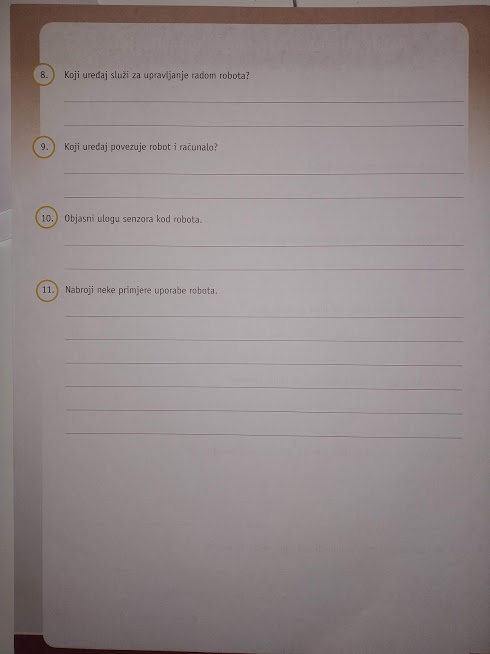 8. Koji uređaj služi za upravljanje radom robota?
9. Koji uređaj povezuje robot i računalo?
10. Objasni ulogu senzora kod robota.
11. Nabroji neke primjere uporabe robota.